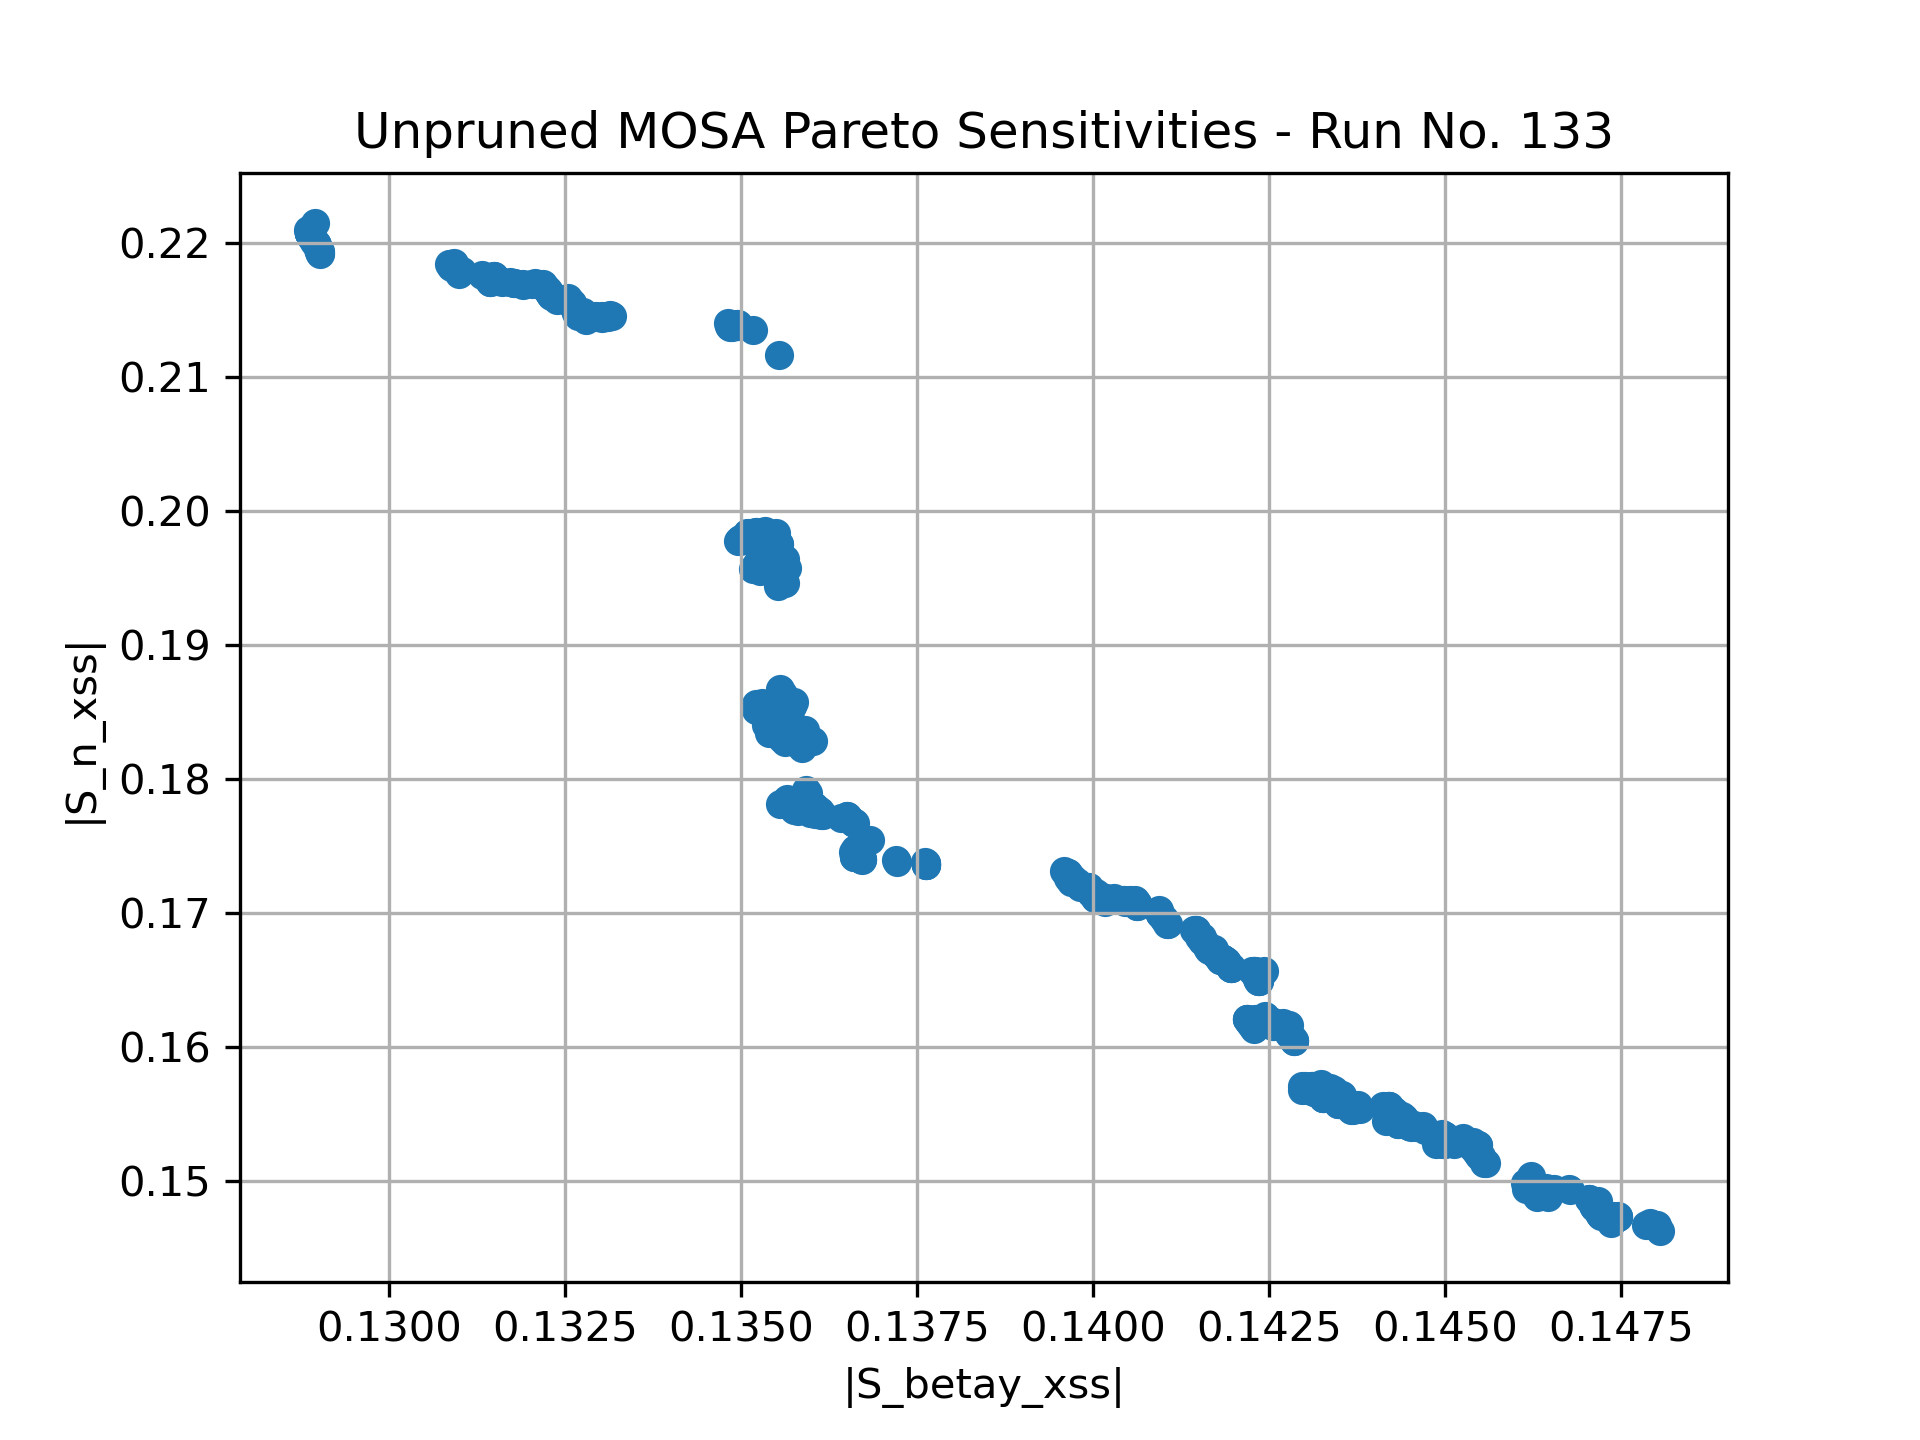 Unpruned MOSA Pareto Sensitivities - Run No. 133
|S_n_xss|
0.22
0.21
0.20
0.19
0.18
0.17
0.16
0.15
0.1300 0.1325 0.1350 0.1375 0.1400 0.1425 0.1450 0.1475
|S_betay_xss|